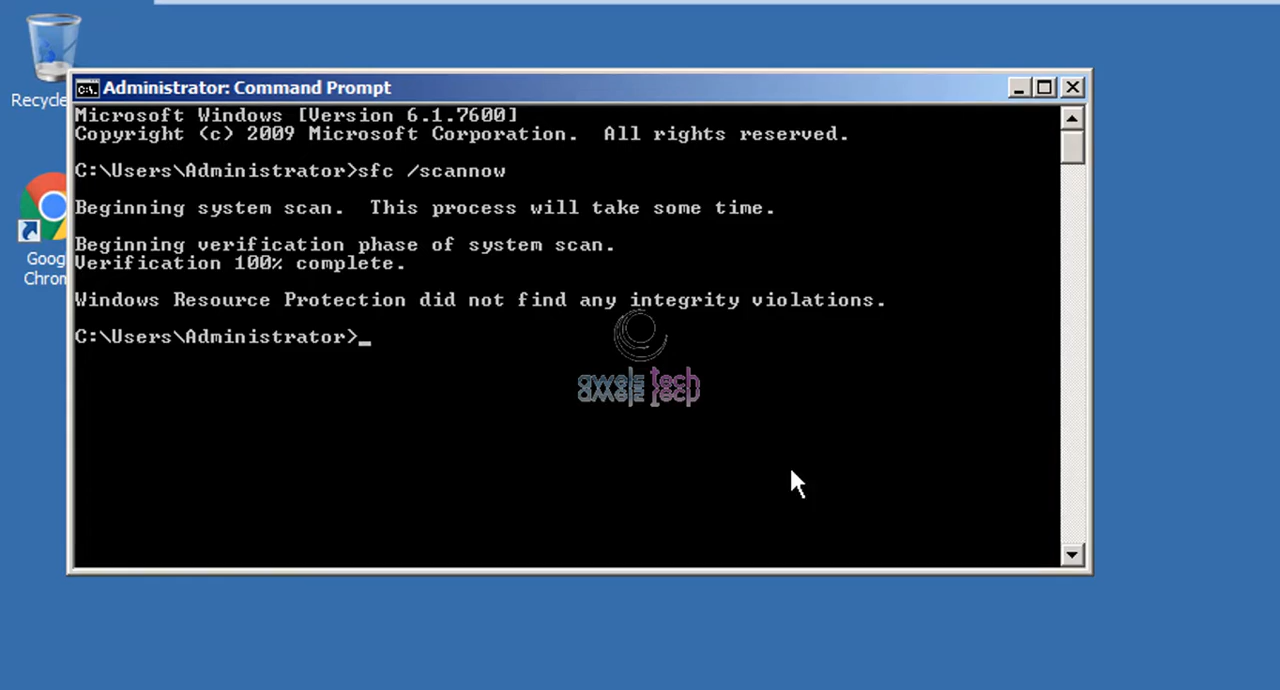 Recycle
Administrator: Command Prompt
Microsoft Windows [Version 6.1.7600]
Copyright (c) 2009 Microsoft Corporation.  All rights reserved.
C:\Users\Administrator>sfc /scannow
Beginning system scan.  This process will take some time.
Beginning verification phase of system scan.
Verification 100% complete.
Windows Resource Protection did not find any integrity violations.
C:\Users\Administrator>_
Goog
Chrom
qwels tech